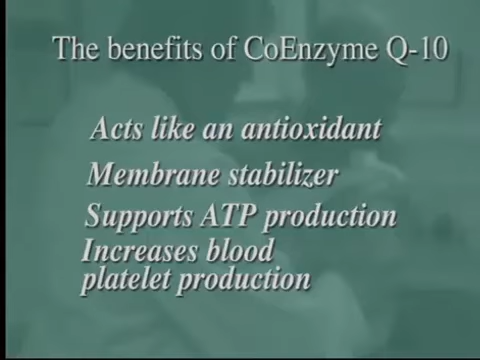 The benefits of CoEnzyme Q-10
Acts like an antioxidant
Membrane stabilizer
Supports ATP production
Increases blood
platelet production